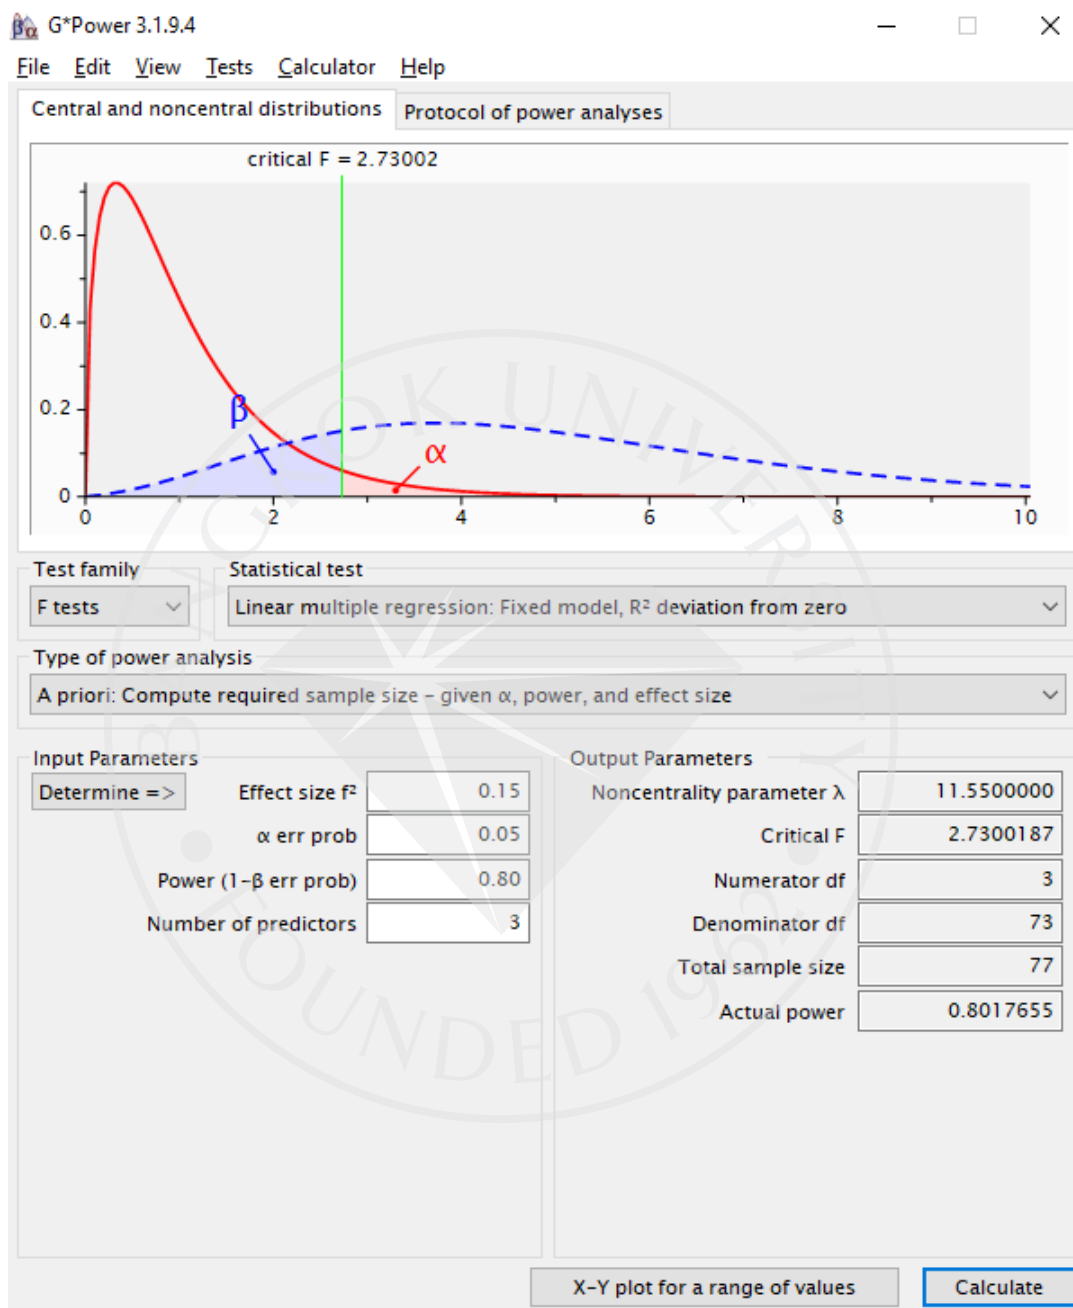 G*Power 3.1.9.4
File Edit View Tests Calculator Help
Central and noncentral distributions Protocol of power analyses
critical F = 2.73002
0.6
0.4
0.2
0
β
α
0 2 4 6 8 10
Test family Statistical test
F tests Linear multiple regression: Fixed model, R² deviation from zero
Type of power analysis
A priori: Compute required sample size – given α, power, and effect size
Input Parameters Output Parameters
Determine => Effect size f² 0.15 Noncentrality parameter λ 11.5500000
α err prob 0.05 Critical F 2.7300187
Power (1-β err prob) 0.80 Numerator df 3
Number of predictors 3 Denominator df 73
Total sample size 77
Actual power 0.8017655
X-Y plot for a range of values Calculate
BANGKOK UNIVERSITY
FOUNDED 1962